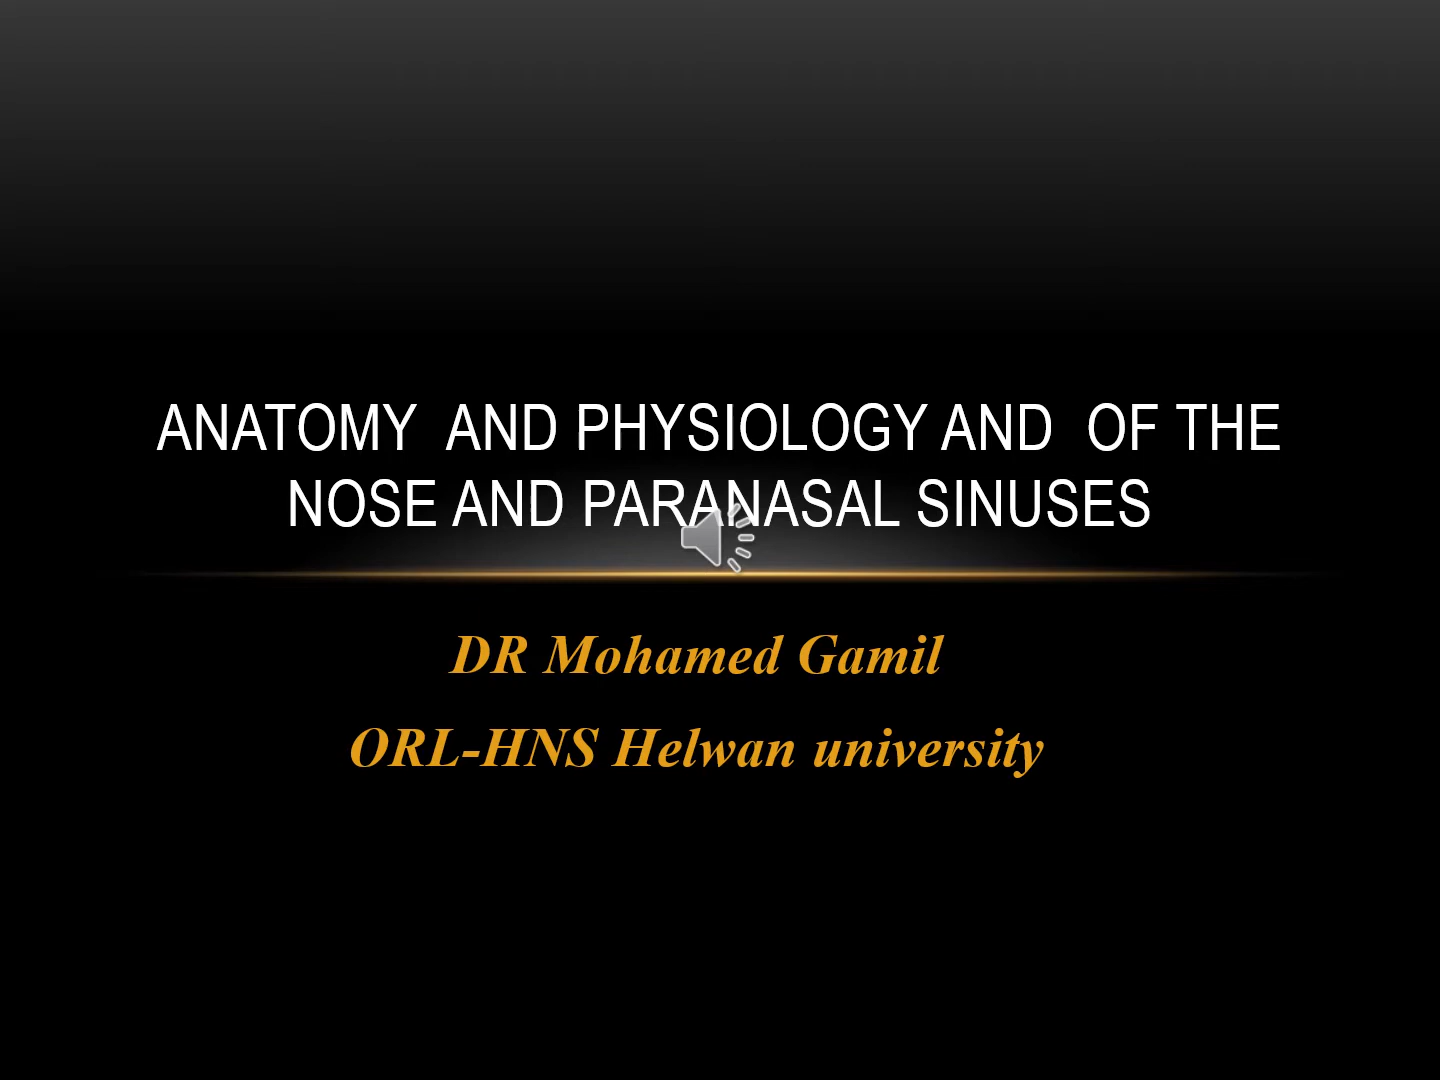 ANATOMY  AND PHYSIOLOGY AND  OF THE
NOSE AND PARANASAL SINUSES
DR Mohamed Gamil
ORL-HNS Helwan university